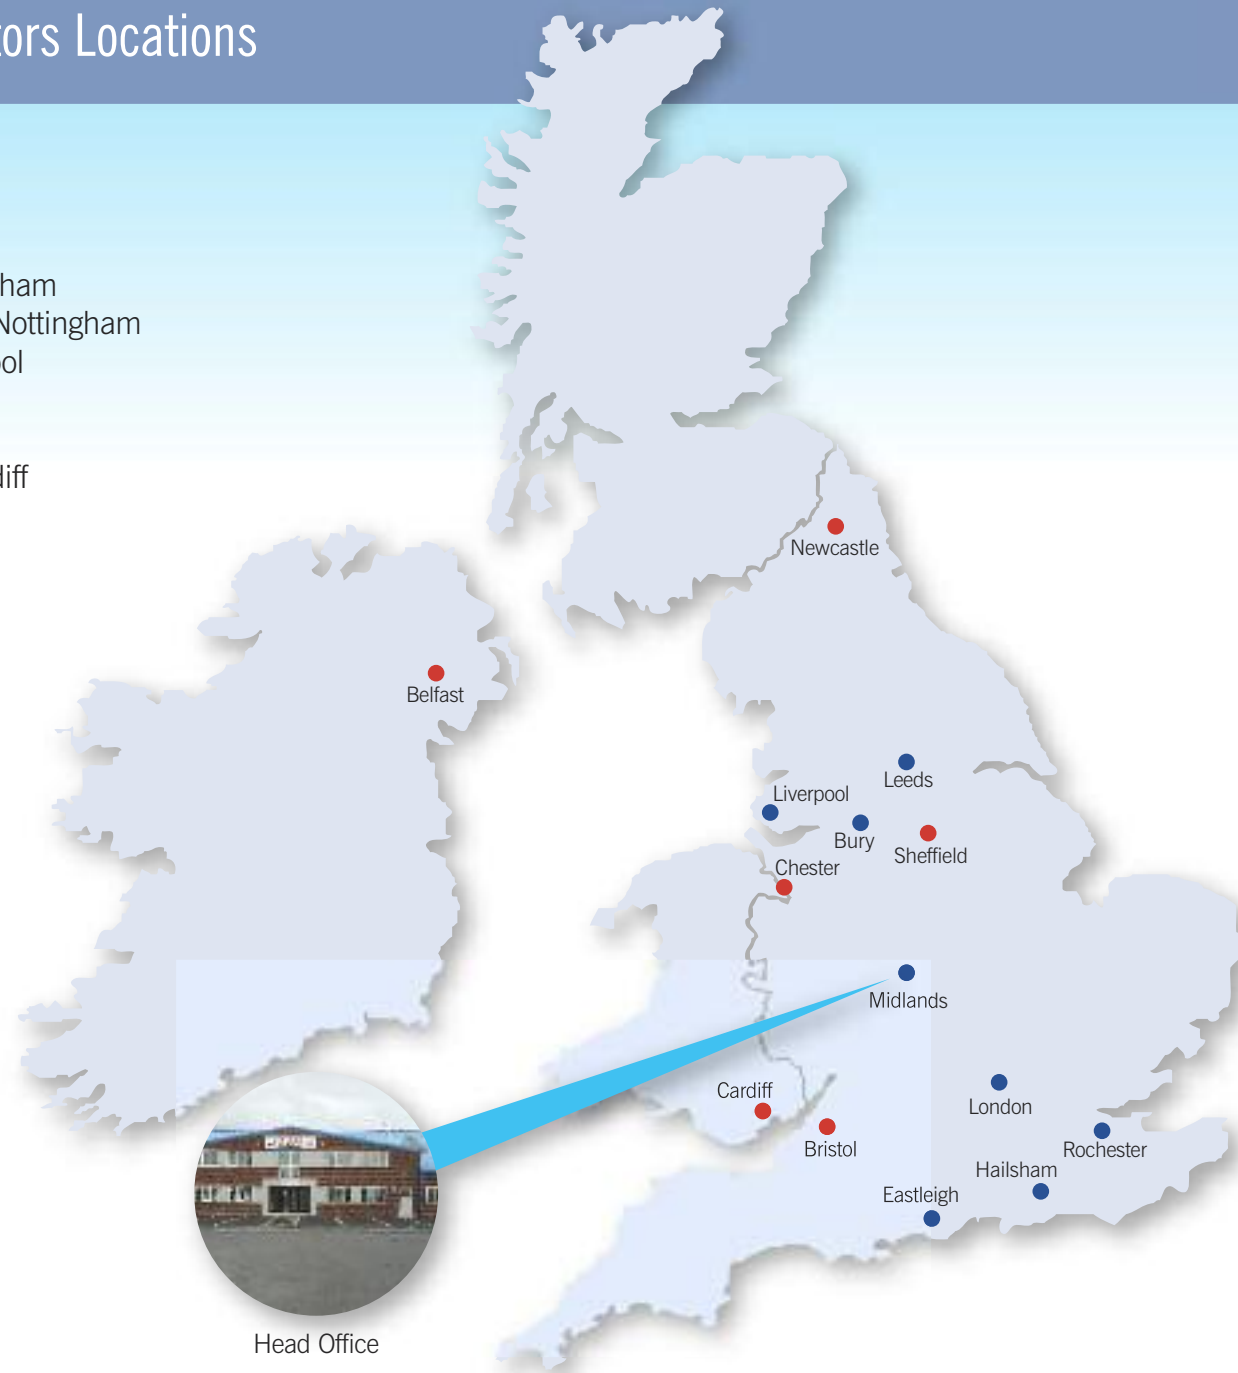 tors Locations
ham
Nottingham
ol
diff
Newcastle
Belfast
Leeds
Liverpool
Bury
Sheffield
Chester
Midlands
Cardiff
London
Bristol
Rochester
Hailsham
Eastleigh
Head Office